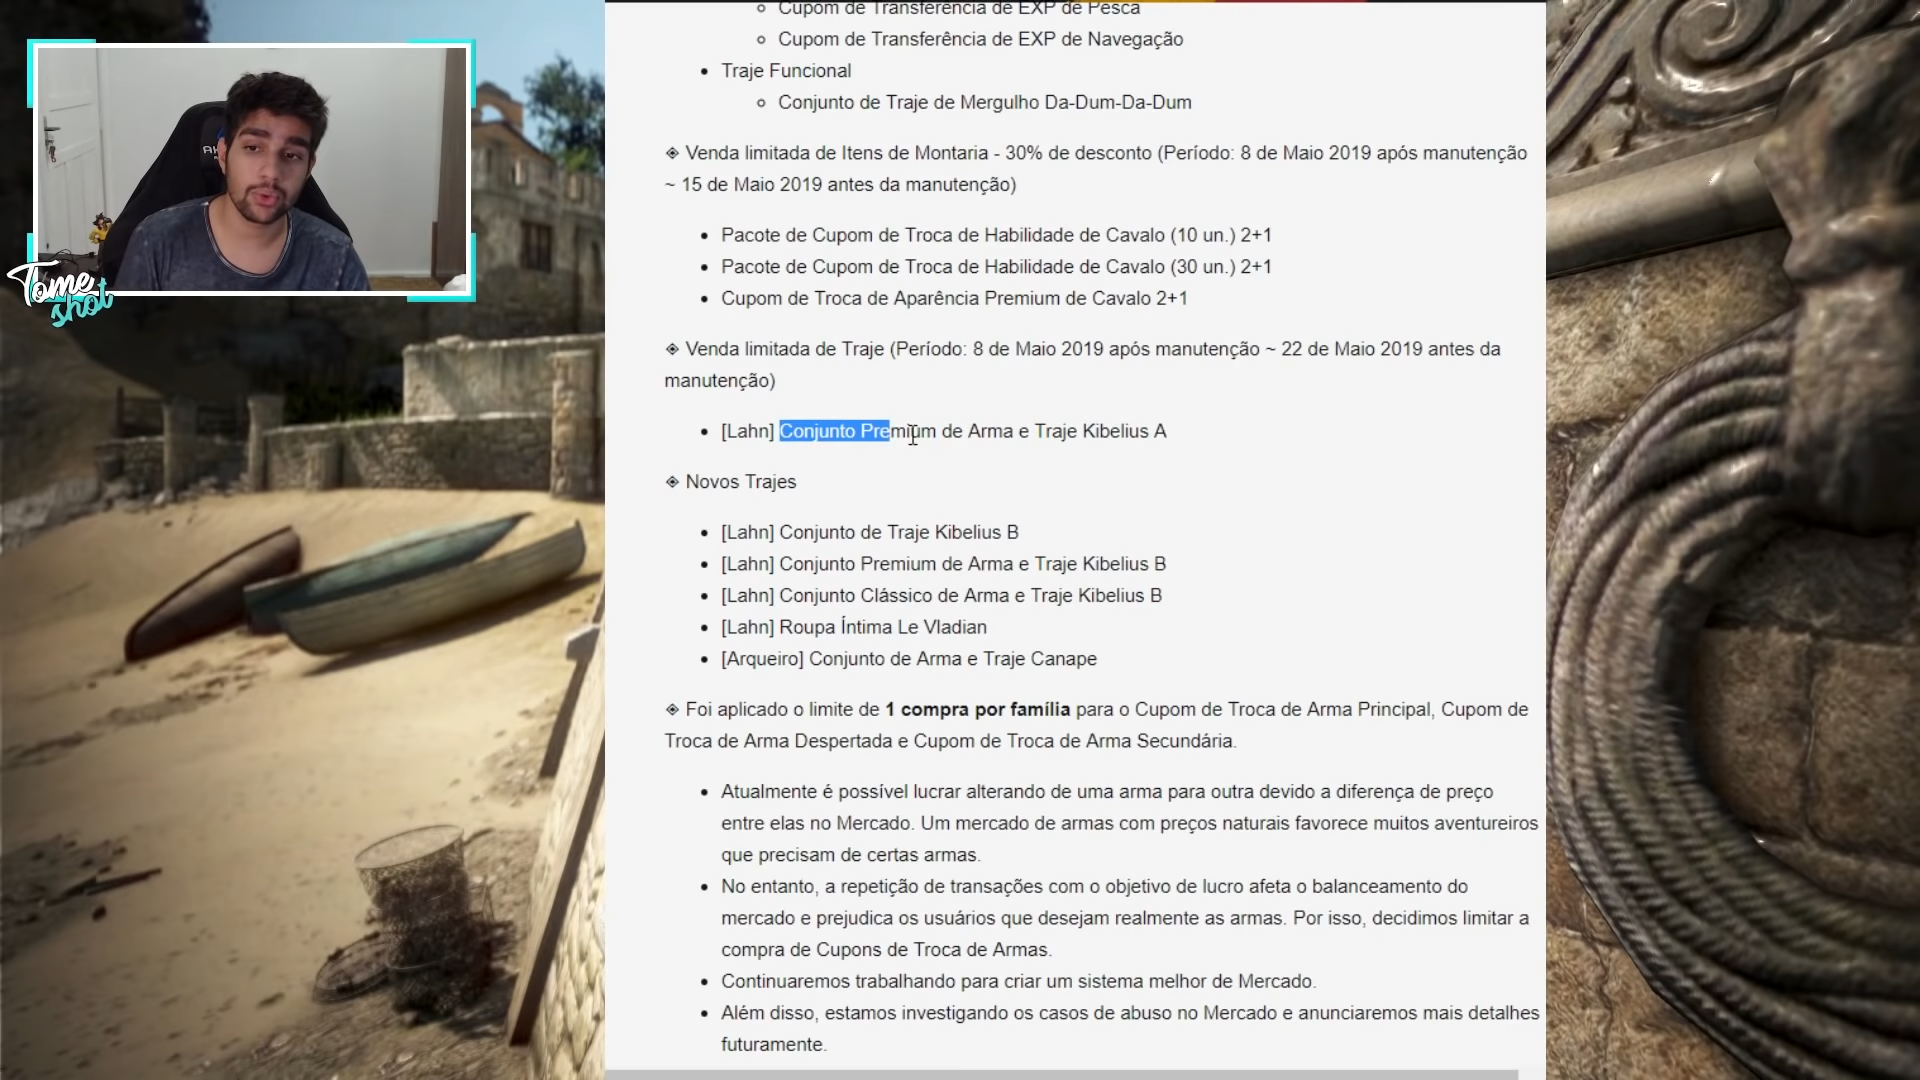 Cupom de Transferência de EXP de Pesca
Cupom de Transferência de EXP de Navegação
Traje Funcional
Conjunto de Traje de Mergulho Da-Dum-Da-Dum
◈ Venda limitada de Itens de Montaria - 30% de desconto (Período: 8 de Maio 2019 após manutenção
~ 15 de Maio 2019 antes da manutenção)
Pacote de Cupom de Troca de Habilidade de Cavalo (10 un.) 2+1
Pacote de Cupom de Troca de Habilidade de Cavalo (30 un.) 2+1
Cupom de Troca de Aparência Premium de Cavalo 2+1
Tome
shot
◈ Venda limitada de Traje (Período: 8 de Maio 2019 após manutenção ~ 22 de Maio 2019 antes da
manutenção)
[Lahn] Conjunto Premium de Arma e Traje Kibelius A
◈ Novos Trajes
[Lahn] Conjunto de Traje Kibelius B
[Lahn] Conjunto Premium de Arma e Traje Kibelius B
[Lahn] Conjunto Clássico de Arma e Traje Kibelius B
[Lahn] Roupa Íntima Le Vladian
[Arqueiro] Conjunto de Arma e Traje Canape
◈ Foi aplicado o limite de 1 compra por família para o Cupom de Troca de Arma Principal, Cupom de
Troca de Arma Despertada e Cupom de Troca de Arma Secundária.
Atualmente é possível lucrar alterando de uma arma para outra devido a diferença de preço
entre elas no Mercado. Um mercado de armas com preços naturais favorece muitos aventureiros
que precisam de certas armas.
No entanto, a repetição de transações com o objetivo de lucro afeta o balanceamento do
mercado e prejudica os usuários que desejam realmente as armas. Por isso, decidimos limitar a
compra de Cupons de Troca de Armas.
Continuaremos trabalhando para criar um sistema melhor de Mercado.
Além disso, estamos investigando os casos de abuso no Mercado e anunciaremos mais detalhes
futuramente.